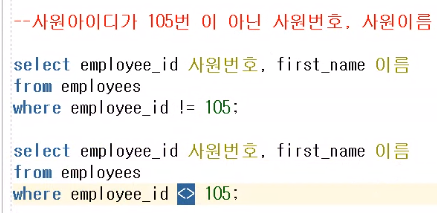 --사원아이디가 105번 이 아닌 사원번호, 사원이름
select employee_id 사원번호, first_name 이름
from employees
where employee_id != 105;
select employee_id 사원번호, first_name 이름
from employees
where employee_id <> 105;